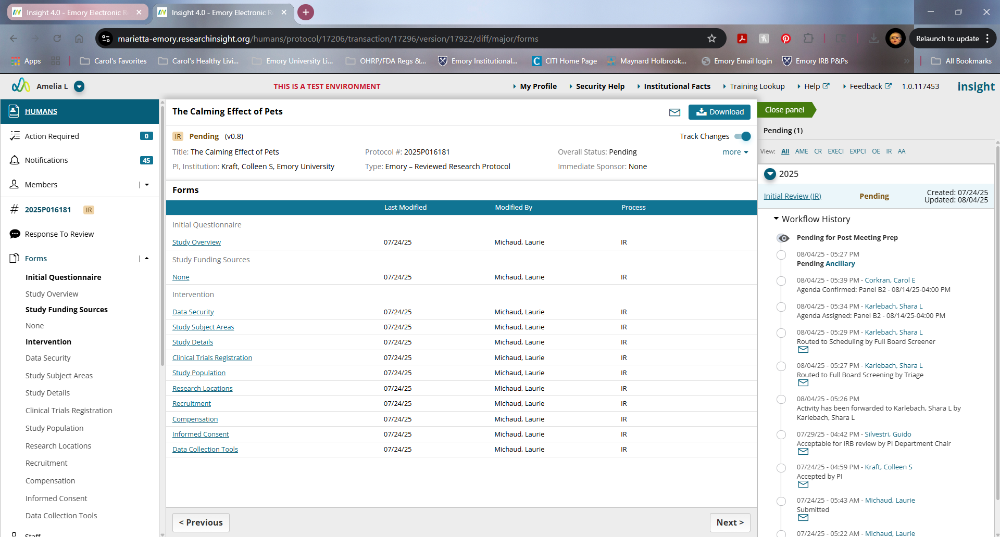 Insight 4.0 - Emory Electronic R
Insight 4.0 - Emory Electronic R
marietta-emory.researchinsight.org/humans/protocol/17206/transaction/17296/version/17922/diff/major/forms
Relaunch to update
Apps
Carol's Favorites
Carol's Healthy Livi...
Emory University Li...
OHRP/FDA Regs &...
Emory Institutional...
CITI Home Page
Maynard Holbrook...
Emory Email login
Emory IRB P&Ps
»
All Bookmarks
Amelia L
THIS IS A TEST ENVIRONMENT
My Profile
Security Help
Institutional Facts
Training Lookup
Help
Feedback
1.0.117453
insight
HUMANS
Action Required 0
Notifications 45
Members
# 2025P016181 IR
Response To Review
Forms
Initial Questionnaire
Study Overview
Study Funding Sources
None
Intervention
Data Security
Study Subject Areas
Study Details
Clinical Trials Registration
Study Population
Research Locations
Recruitment
Compensation
Informed Consent
Data Collection Tools
Staff
The Calming Effect of Pets
Download
IR Pending (v0.8)
Track Changes
Title: The Calming Effect of Pets Protocol #: 2025P016181 Overall Status: Pending more
PI, Institution: Kraft, Colleen S, Emory University Type: Emory – Reviewed Research Protocol Immediate Sponsor: None
Forms
Last Modified Modified By Process
Initial Questionnaire
Study Overview 07/24/25 Michaud, Laurie IR
Study Funding Sources
None 07/24/25 Michaud, Laurie IR
Intervention
Data Security 07/24/25 Michaud, Laurie IR
Study Subject Areas 07/24/25 Michaud, Laurie IR
Study Details 07/24/25 Michaud, Laurie IR
Clinical Trials Registration 07/24/25 Michaud, Laurie IR
Study Population 07/24/25 Michaud, Laurie IR
Research Locations 07/24/25 Michaud, Laurie IR
Recruitment 07/24/25 Michaud, Laurie IR
Compensation 07/24/25 Michaud, Laurie IR
Informed Consent 07/24/25 Michaud, Laurie IR
Data Collection Tools 07/24/25 Michaud, Laurie IR
< Previous
Next >
Close panel
Pending (1)
View: All AME CR EXECI EXPCI OE IR AA
2025
Initial Review (IR) Pending Created: 07/24/25
Updated: 08/04/25
Workflow History
Pending for Post Meeting Prep
08/04/25 - 05:27 PM
Pending Ancillary
08/04/25 - 05:39 PM - Corkran, Carol E
Agenda Confirmed: Panel B2 - 08/14/25-04:00 PM
08/04/25 - 05:34 PM - Karlebach, Shara L
Agenda Assigned: Panel B2 - 08/14/25-04:00 PM
08/04/25 - 05:29 PM - Karlebach, Shara L
Routed to Scheduling by Full Board Screener
08/04/25 - 05:27 PM - Karlebach, Shara L
Routed to Full Board Screening by Triage
08/04/25 - 05:26 PM
Activity has been forwarded to Karlebach, Shara L by
Karlebach, Shara L
07/29/25 - 04:42 PM - Silvestri, Guido
Acceptable for IRB review by PI Department Chair
07/24/25 - 04:59 PM - Kraft, Colleen S
Accepted by PI
07/24/25 - 05:43 AM - Michaud, Laurie
Submitted
07/24/25 - 05:22 AM - Michaud, Laurie